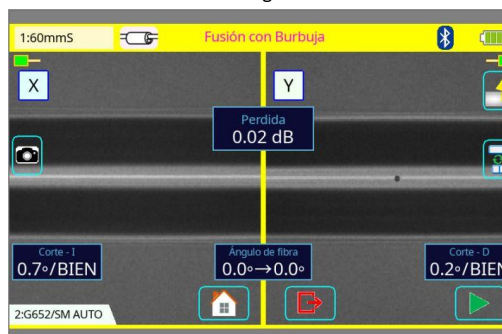 1:60mmS
Fusión con Burbuja
X
Y
Perdida
0.02 dB
Corte - I
0.7°/BIEN
Ángulo de fibra
0.0°→0.0°
Corte - D
0.2°/BIEN
2:G652/SM AUTO